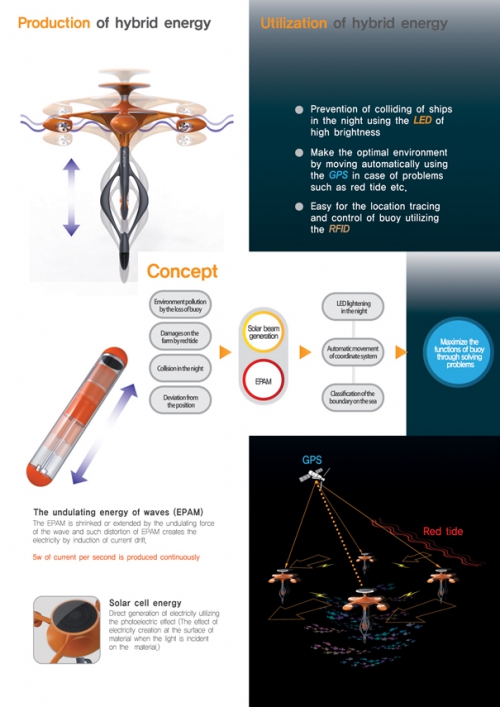 Production of hybrid energy
Utilization of hybrid energy
Prevention of colliding of ships
in the night using the LED of
high brightness
Make the optimal environment
by moving automatically using
the GPS in case of problems
such as red tide etc.
Easy for the location tracing
and control of buoy utilizing
the RFID
Concept
Environment pollution
by the loss of buoy
Damages on the
farm by red tide
Collision in the night
Deviation from
the position
Solar beam
generation
EPAM
LED lightening
in the night
Automatic movement
of coordinate system
Classification of the
boundary on the sea
Maximize the
functions of buoy
through solving
problems
The undulating energy of waves (EPAM)
The EPAM is shrinked or extended by the undulating force
of the wave and such distortion of EPAM creates the
electricity by induction of current drift.
5w of current per second is produced continuously
Solar cell energy
Direct generation of electricity utilizing
the photoelectric effect (The effect of
electricity creation at the surface of
material when the light is incident
on the material.)
GPS
Red tide